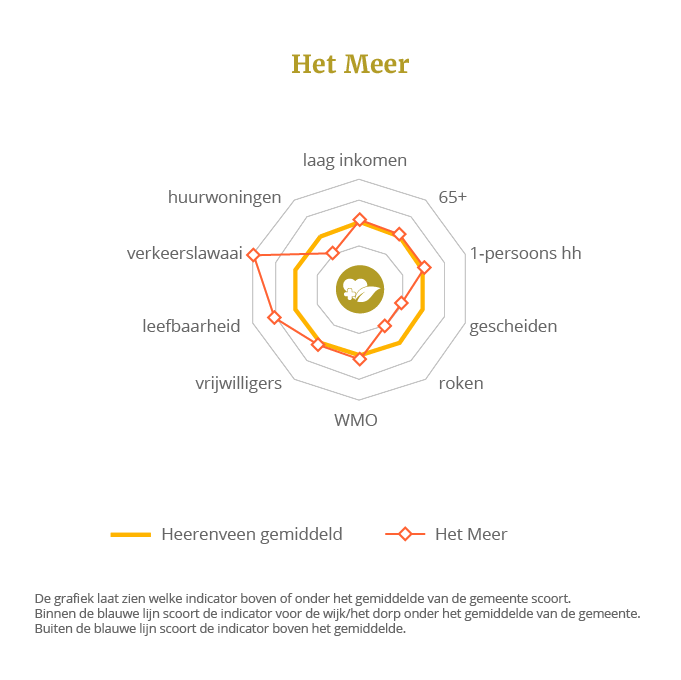 Het Meer
laag inkomen
huurwoningen
65+
verkeerslawaai
1-persoons hh
leefbaarheid
gescheiden
vrijwilligers
roken
WMO
Heerenveen gemiddeld
Het Meer
De grafiek laat zien welke indicator boven of onder het gemiddelde van de gemeente scoort.
Binnen de blauwe lijn scoort de indicator voor de wijk/het dorp onder het gemiddelde van de gemeente.
Buiten de blauwe lijn scoort de indicator boven het gemiddelde.